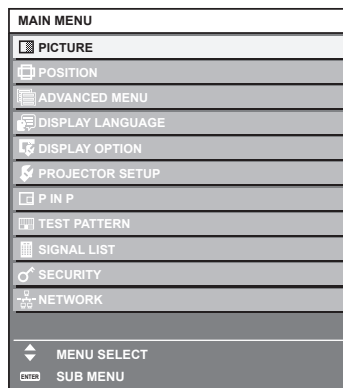 MAIN MENU
PICTURE
POSITION
ADVANCED MENU
DISPLAY LANGUAGE
DISPLAY OPTION
PROJECTOR SETUP
P IN P
TEST PATTERN
SIGNAL LIST
SECURITY
NETWORK
MENU SELECT
ENTER SUB MENU